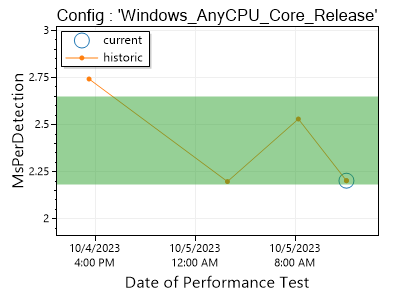 Config : 'Windows_AnyCPU_Core_Release'
current
historic
3
2.75
2.5
2.25
2
MsPerDetection
10/4/2023 10/5/2023 10/5/2023
4:00 PM 12:00 AM 8:00 AM
Date of Performance Test